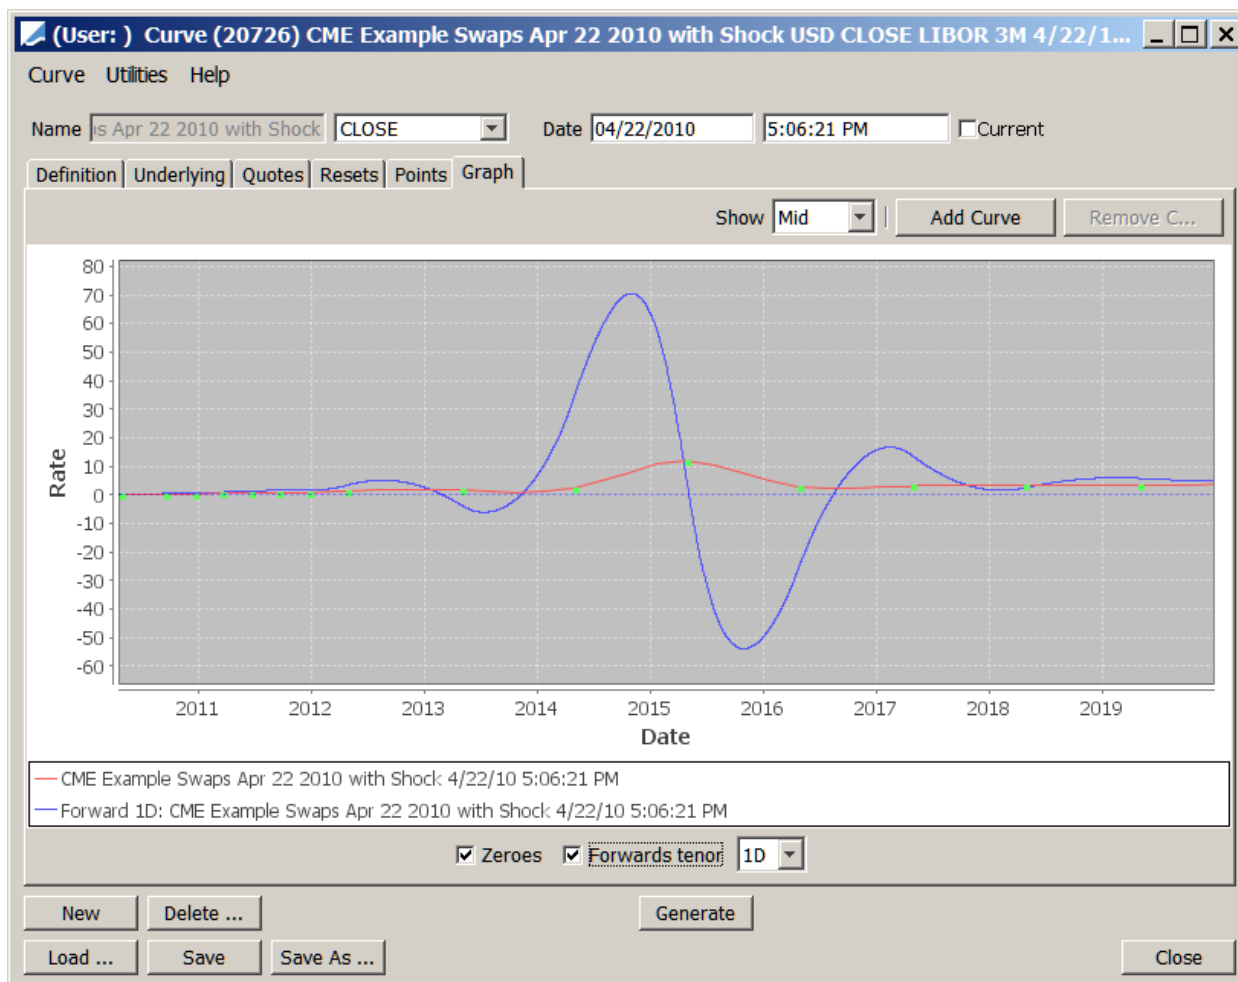 (User: ) Curve (20726) CME Example Swaps Apr 22 2010 with Shock USD CLOSE LIBOR 3M 4/22/1...
Curve Utilities Help
Name s Apr 22 2010 with Shock CLOSE Date 04/22/2010 5:06:21 PM Current
Definition Underlying Quotes Resets Points Graph
Show Mid Add Curve Remove C...
80
70
60
50
40
30
20
10
0
-10
-20
-30
-40
-50
-60
Rate
2011 2012 2013 2014 2015 2016 2017 2018 2019
Date
CME Example Swaps Apr 22 2010 with Shock 4/22/10 5:06:21 PM
Forward 1D: CME Example Swaps Apr 22 2010 with Shock 4/22/10 5:06:21 PM
Zeroes Forwards tenor 1D
New Delete ... Generate
Load ... Save Save As ... Close